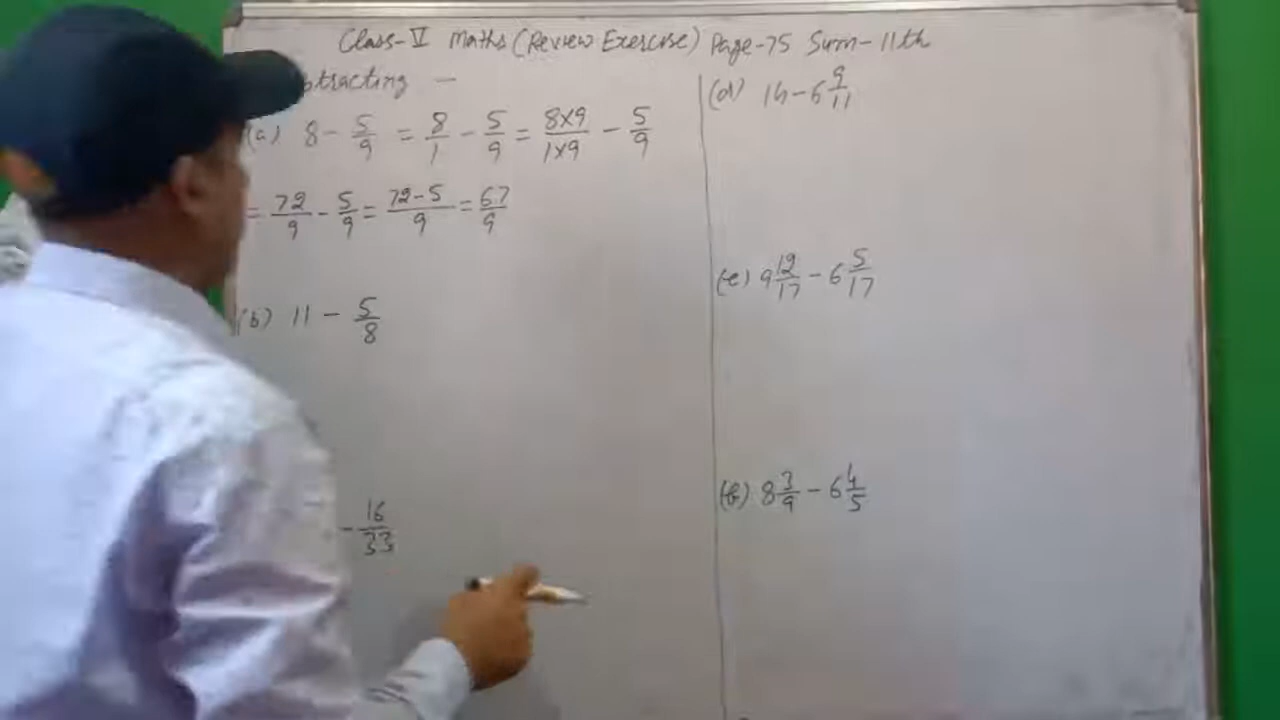 Class-V Maths (Review Exercise) Page-75 Sum-11th
btracting —
(a) 8 - 5/9 = 8/1 - 5/9 = 8×9/1×9 - 5/9
= 72/9 - 5/9 = 72-5/9 = 67/9
(b) 11 - 5/8
- 16/33
(d) 14 - 6 9/11
(e) 9 12/17 - 6 5/17
(f) 8 3/9 - 6 4/5